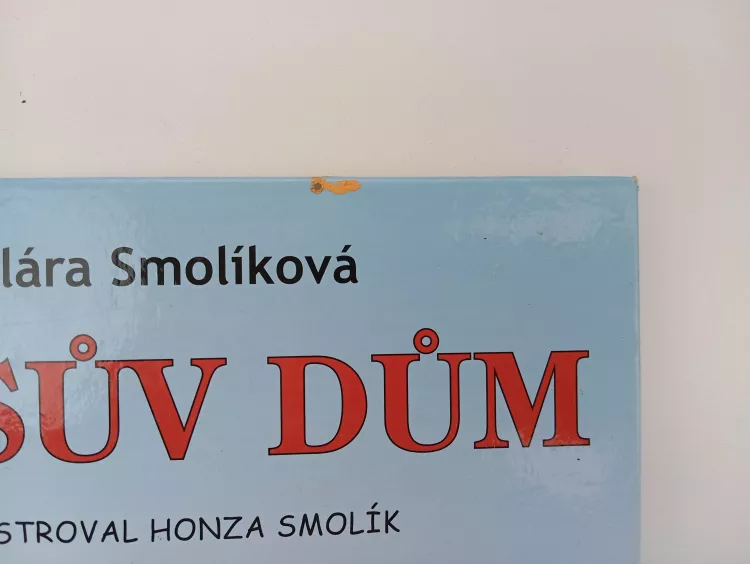 lára Smolíková
SŮV DŮM
STROVAL HONZA SMOLÍK